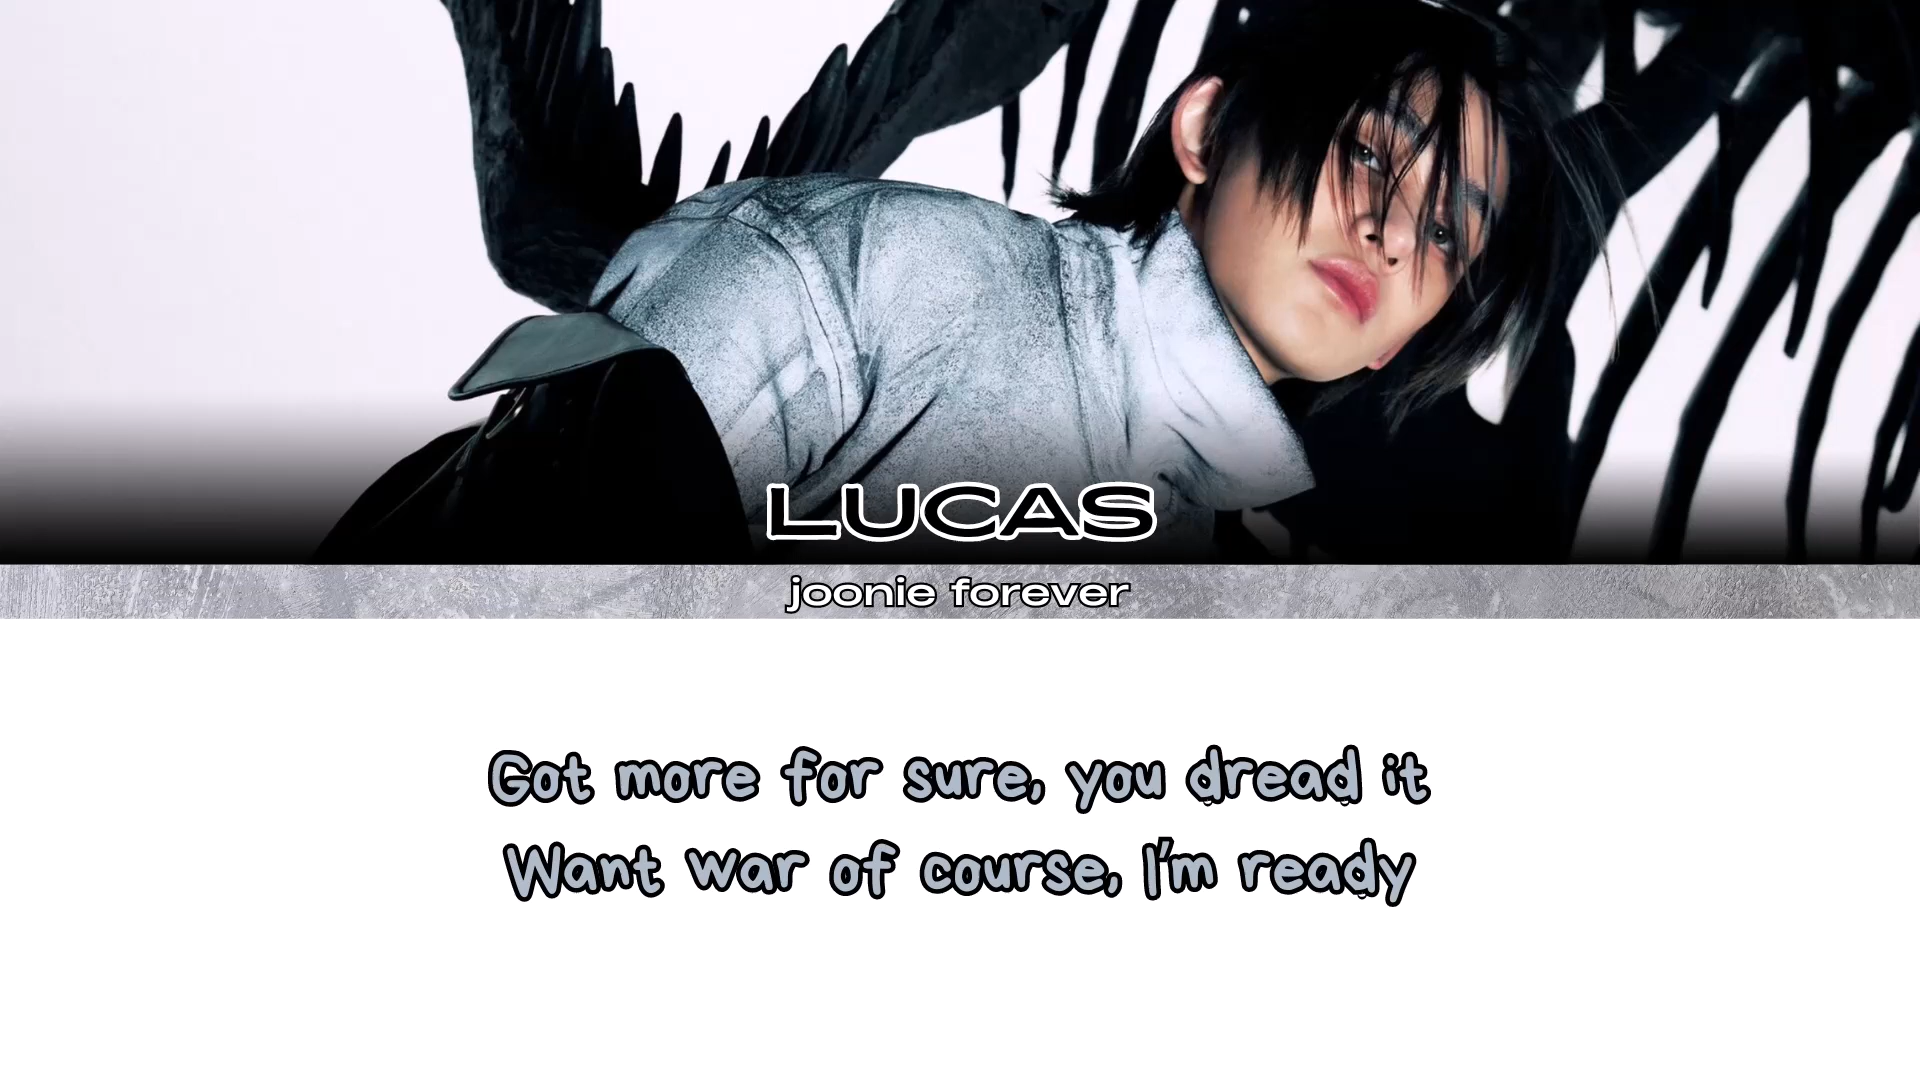 LUCAS
joonie forever
Got more for sure, you dread it
Want war of course, I'm ready